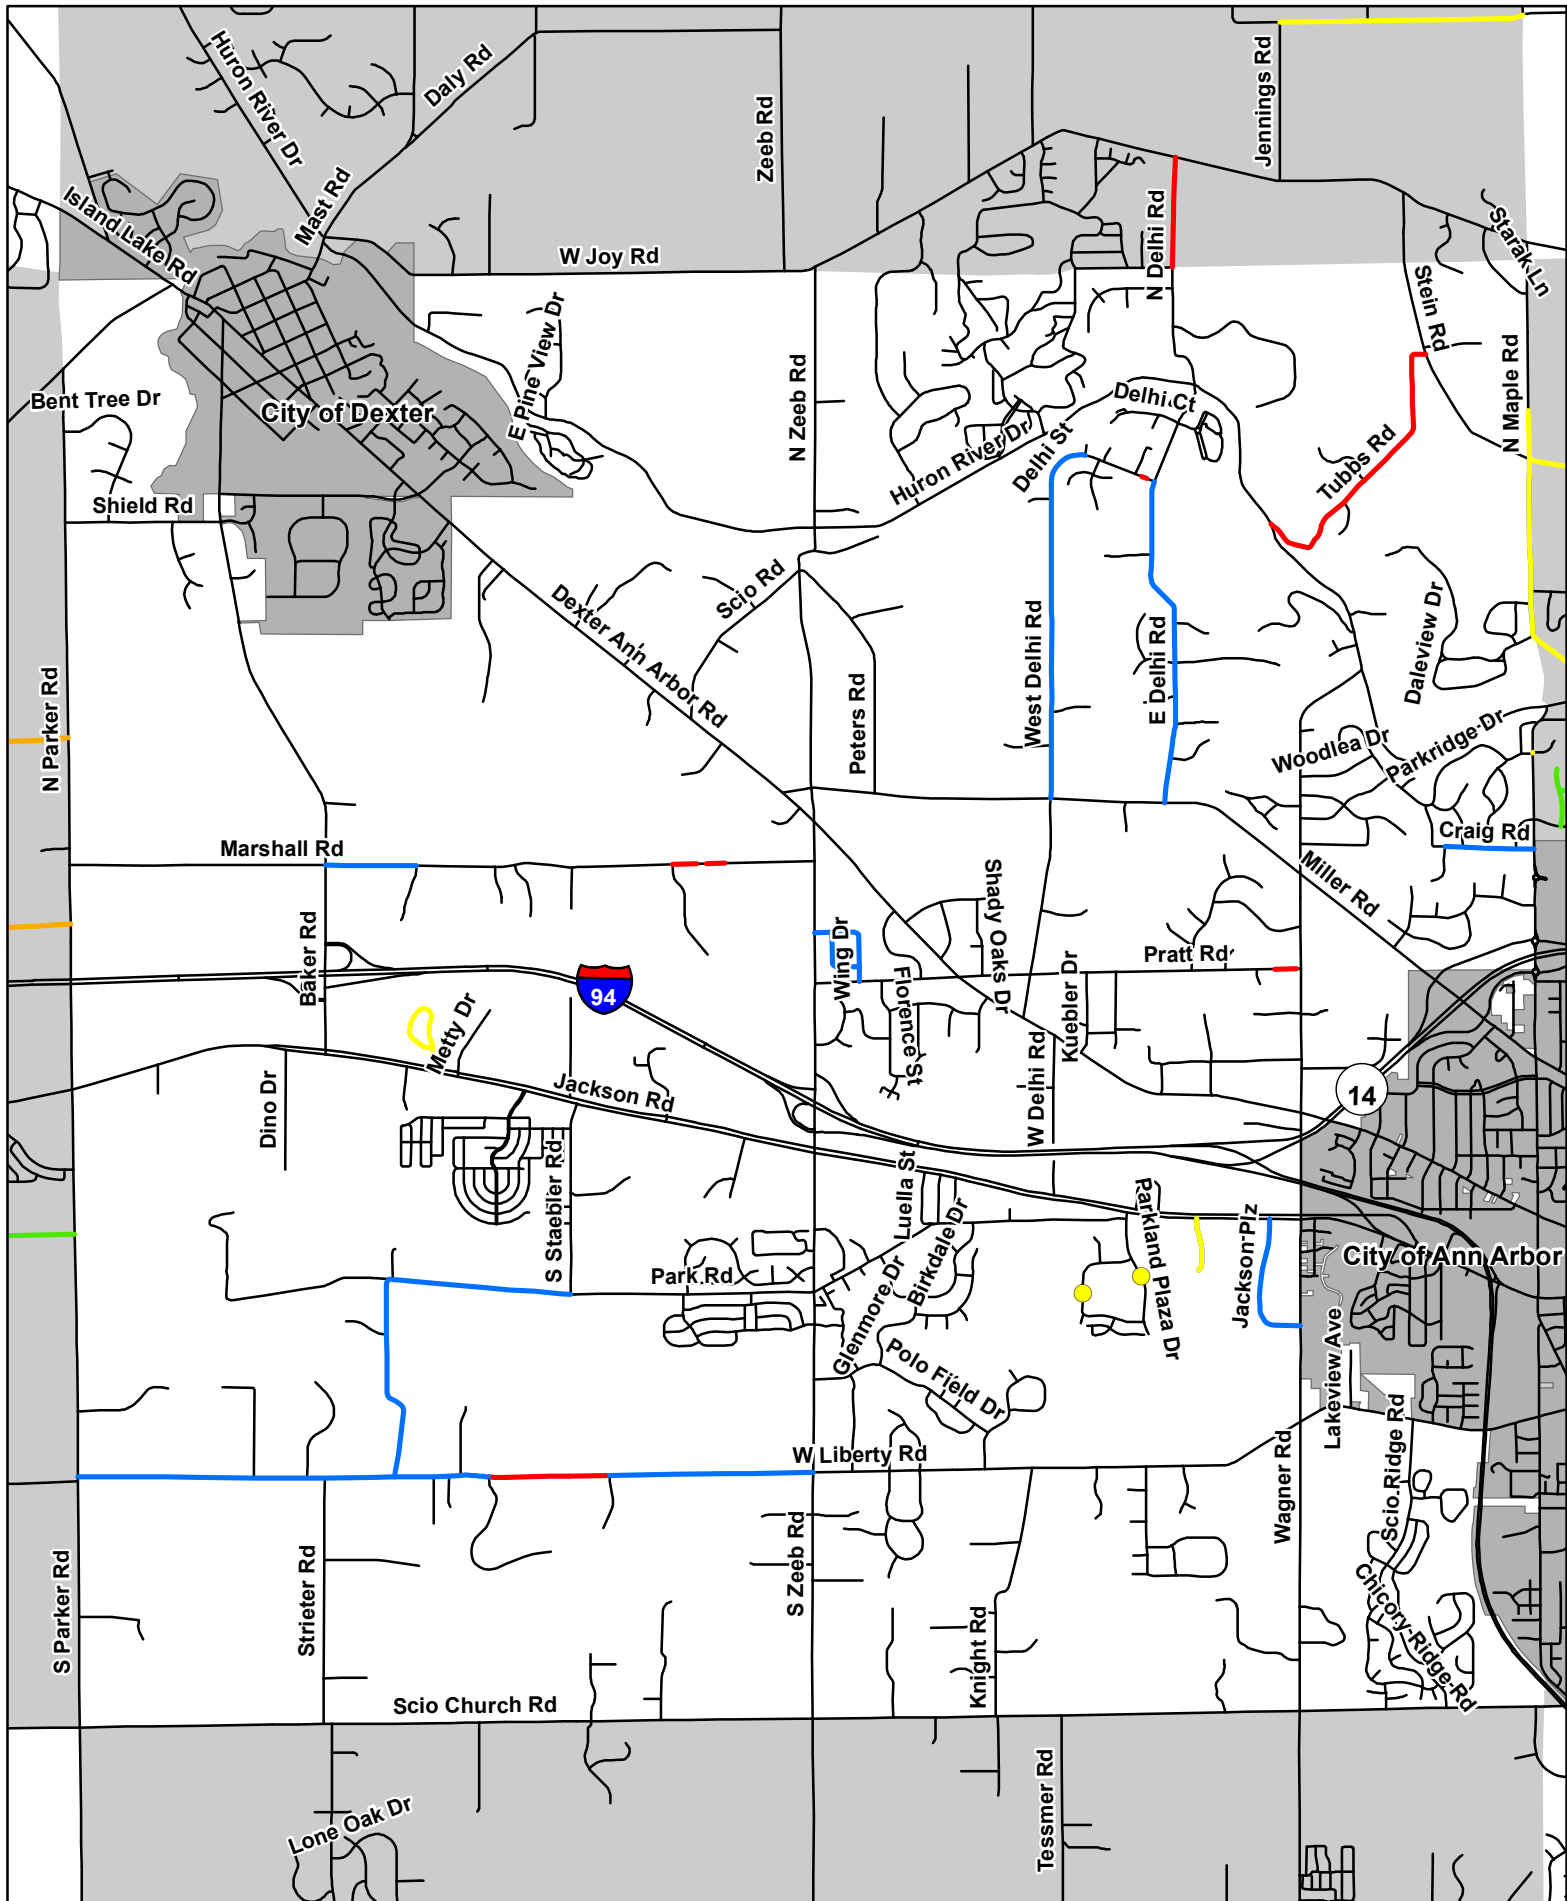 Huron River Dr
Daly Rd
Zeeb Rd
Jennings Rd
Mast Rd
Island Lake Rd
W Joy Rd
N Delhi Rd
Starak Ln
Stein Rd
N Maple Rd
E Pine View Dr
N Zeeb Rd
Bent Tree Dr
City of Dexter
Delhi Ct
Delhi St
Huron River Dr
Tubbs Rd
Shield Rd
Scio Rd
Dexter Ann Arbor Rd
West Delhi Rd
E Delhi Rd
Daleview Dr
N Parker Rd
Peters Rd
Woodlea Dr
Parkridge Dr
Craig Rd
Marshall Rd
Miller Rd
Shady Oaks Dr
Baker Rd
Wing Dr
Pratt Rd
Florence St
Kuebler Dr
94
Metty Dr
W Delhi Rd
Jackson Rd
14
Dino Dr
S Staebler Rd
Luella St
Parkland Plaza Dr
Jackson Plz
City of Ann Arbor
Birkdale Dr
Glenmore Dr
Park Rd
Polo Field Dr
Lakeview Ave
Scio Ridge Rd
W Liberty Rd
Wagner Rd
S Zeeb Rd
Strieter Rd
S Parker Rd
Knight Rd
Chicory Ridge Rd
Scio Church Rd
Tessmer Rd
Lone Oak Dr